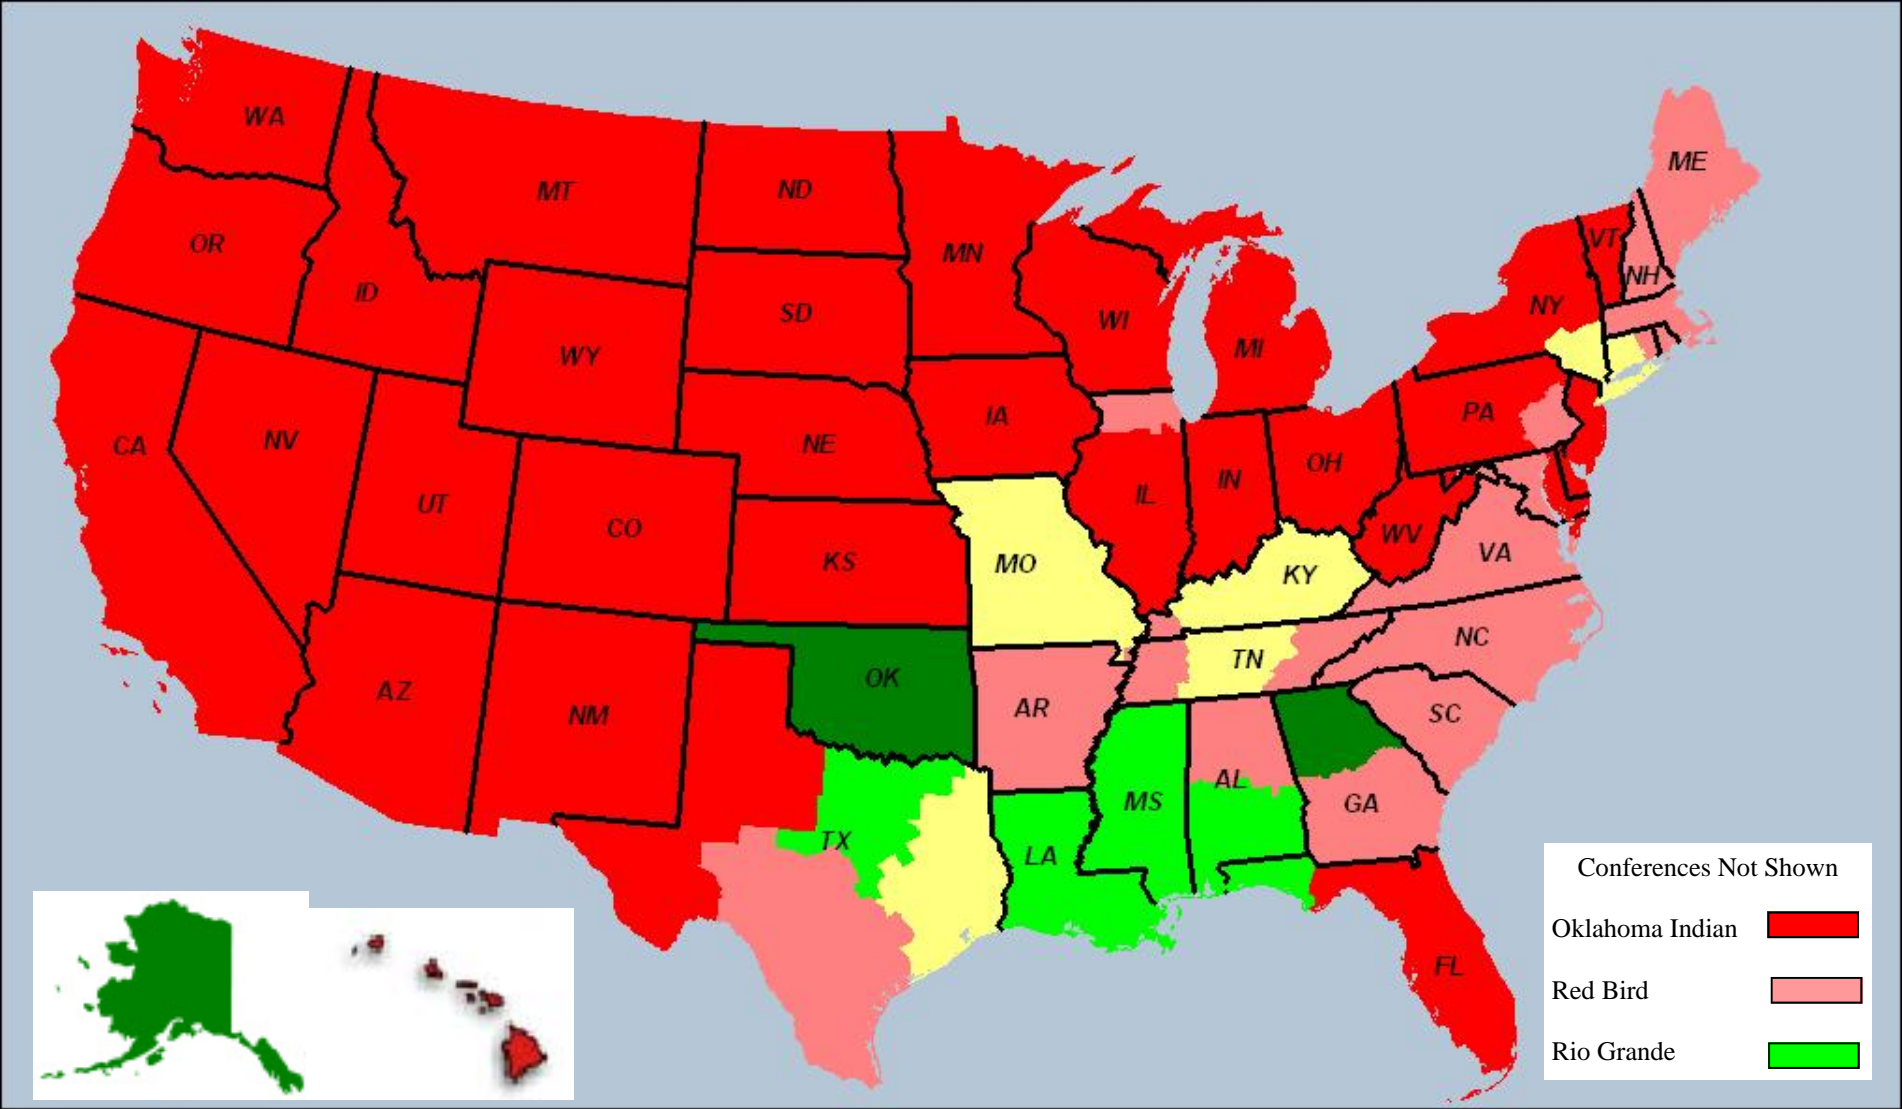 WA
ME
MT
ND
VT
OR
MN
NH
ID
NY
SD
WI
MI
WY
PA
IA
CA
NV
NE
OH
IN
IL
UT
CO
WV
VA
KS
MO
KY
NC
TN
OK
AZ
AR
SC
NM
AL
MS
GA
TX
LA
FL
Conferences Not Shown
Oklahoma Indian
Red Bird
Rio Grande